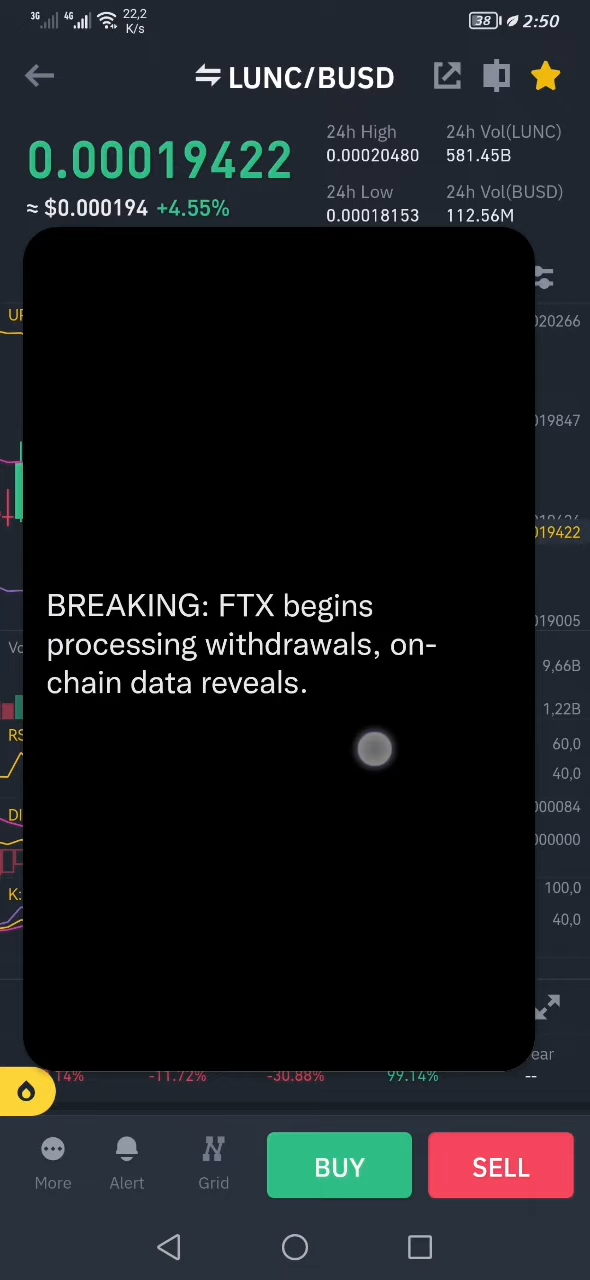 3G 4G 22,2 K/s 38 2:50
LUNC/BUSD
0.00019422
≈ $0.000194 +4.55%
24h High
0.00020480
24h Vol(LUNC)
581.45B
24h Low
0.00018153
24h Vol(BUSD)
112.56M
020266
019847
019422
019005
9,66B
1,22B
60,0
40,0
000084
000000
100,0
40,0
BREAKING: FTX begins
processing withdrawals, on-
chain data reveals.
14% -11.72% -30.88% 99.14% --
More
Alert
Grid
BUY
SELL